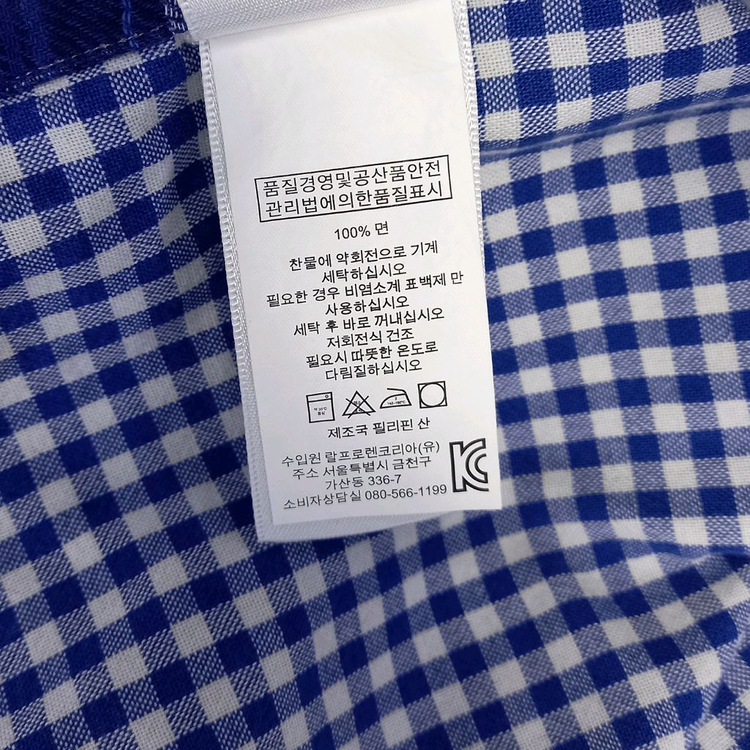 품질경영및공산품안전
관리법에의한품질표시
100% 면
찬물에 약회전으로 기계
세탁하십시오
필요한 경우 비염소계 표백제 만
사용하십시오
세탁 후 바로 꺼내십시오
저회전식 건조
필요시 따뜻한 온도로
다림질하십시오
제조국 필리핀 산
수입원 랄프로렌코리아(유)
주소 서울특별시 금천구
가산동 336-7
소비자상담실 080-566-1199